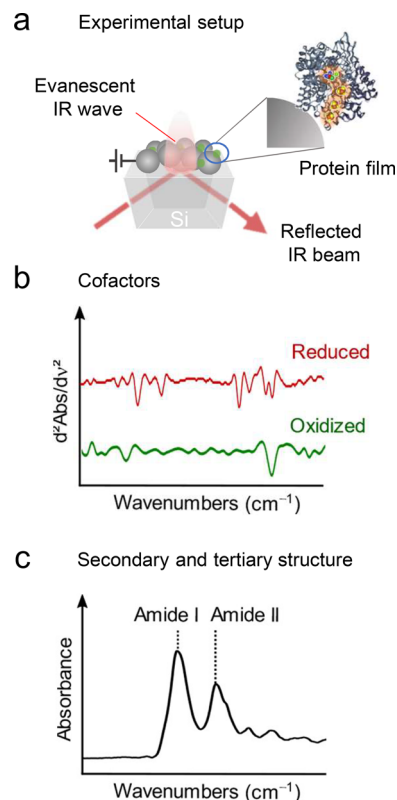 a Experimental setup
Evanescent
IR wave
Protein film
Si
Reflected
IR beam
b Cofactors
Reduced
Oxidized
d²Abs/dν²
Wavenumbers (cm⁻¹)
c Secondary and tertiary structure
Amide I Amide II
Absorbance
Wavenumbers (cm⁻¹)